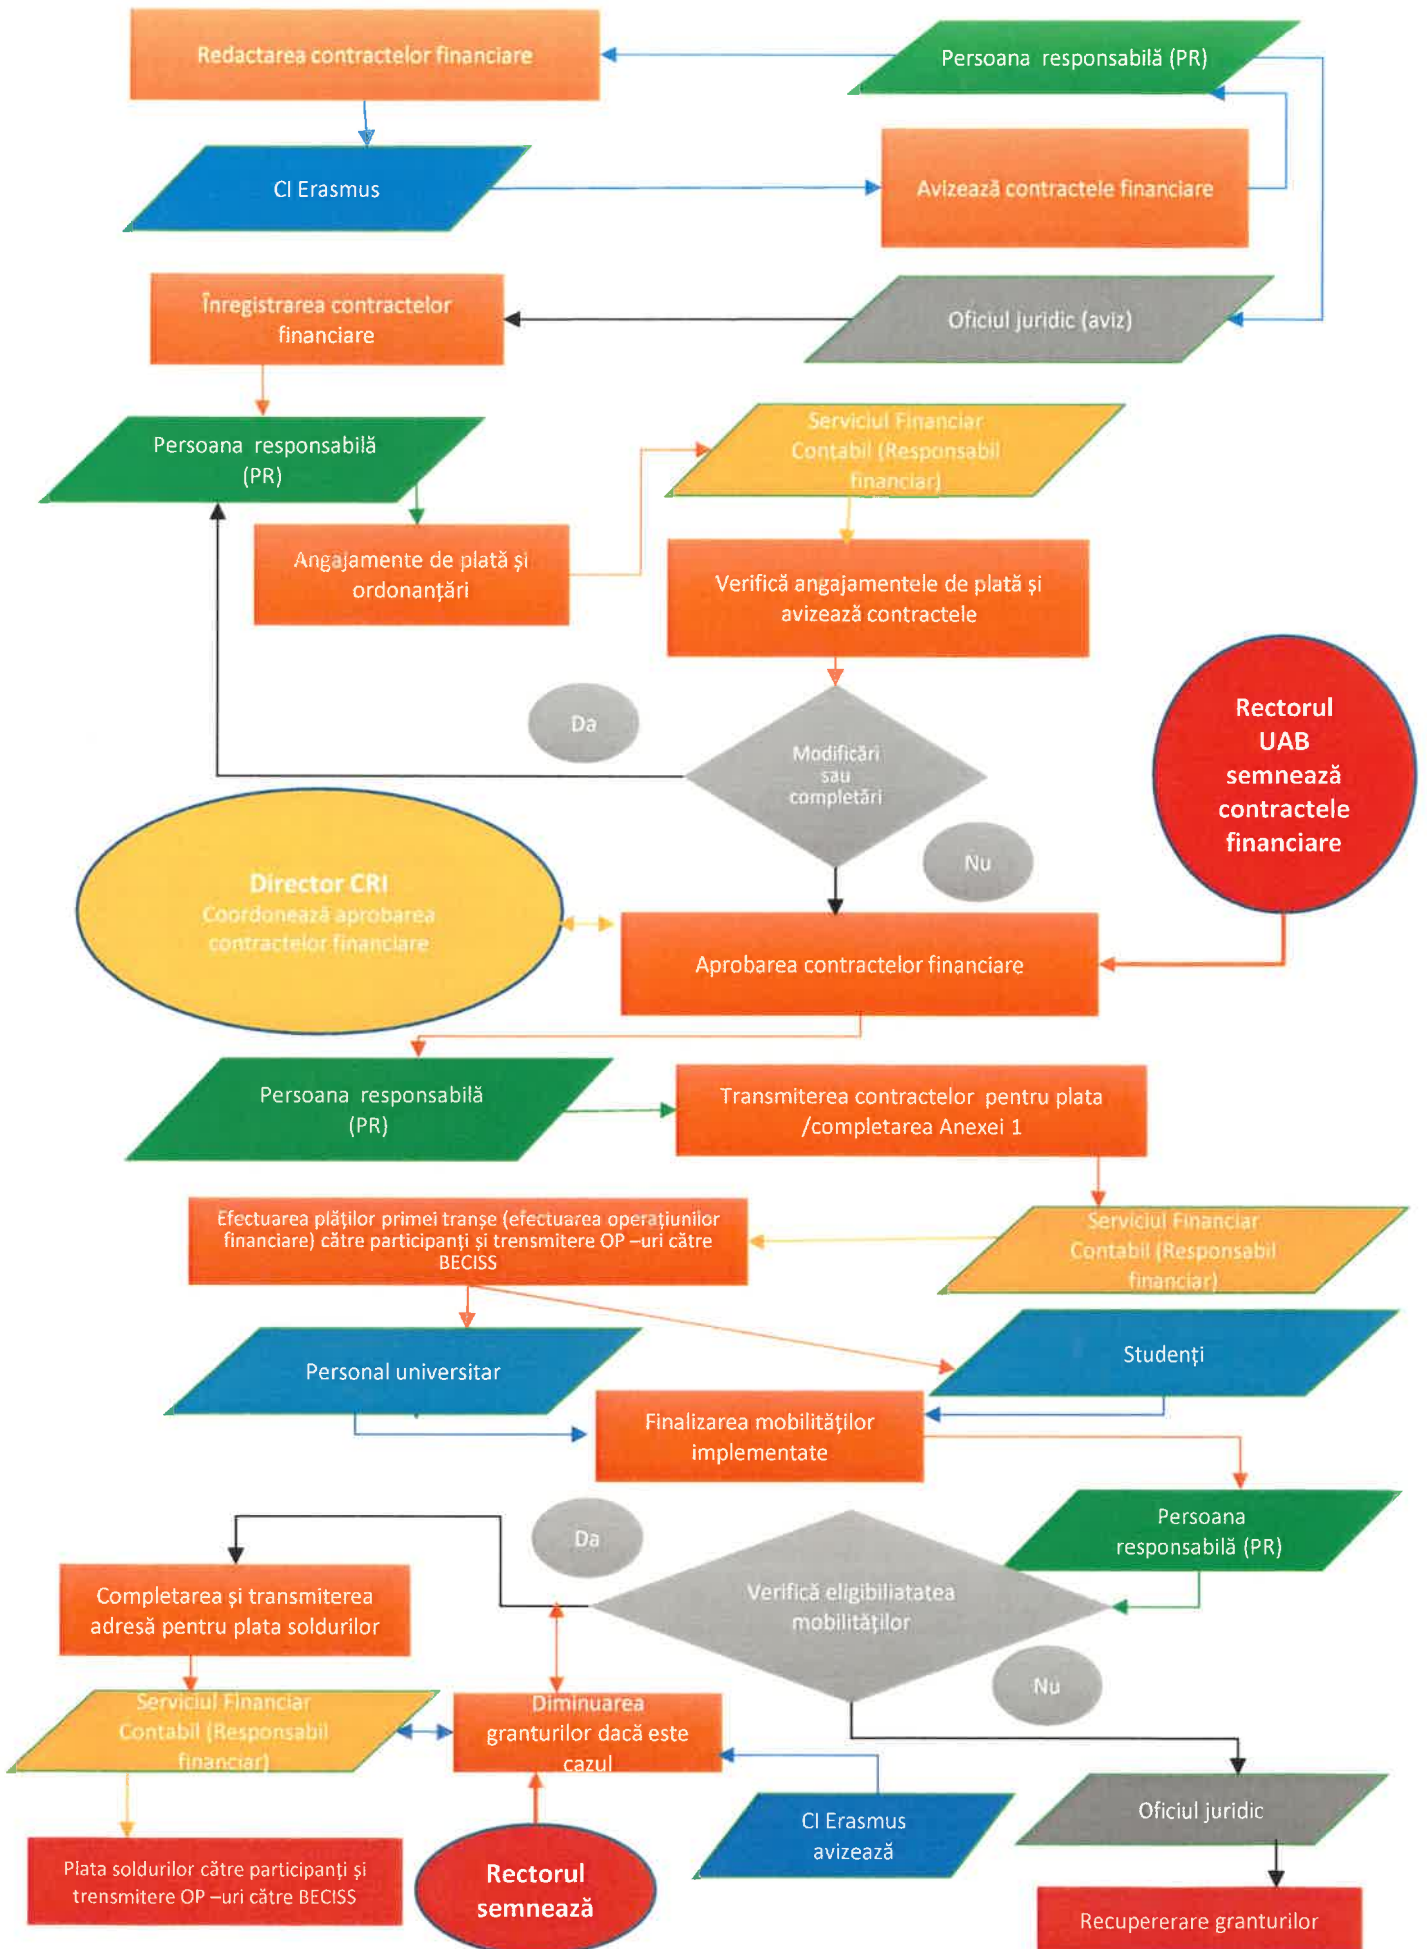 Redactarea contractelor financiare
Persoana responsabilă (PR)
CI Erasmus
Avizează contractele financiare
Înregistrarea contractelor
financiare
Oficiul juridic (aviz)
Persoana responsabilă
(PR)
Serviciul Financiar
Contabil (Responsabil
financiar)
Angajamente de plată și
ordonanțări
Verifică angajamentele de plată și
avizează contractele
Da
Modificări
sau
completări
Nu
Rectorul
UAB
semnează
contractele
financiare
Director CRI
Coordonează aprobarea
contractelor financiare
Aprobarea contractelor financiare
Persoana responsabilă
(PR)
Transmiterea contractelor pentru plata
/completarea Anexei 1
Efectuarea plăților primei tranșe (efectuarea operațiunilor
financiare) către participanți și trensmitere OP –uri către
BECISS
Serviciul Financiar
Contabil (Responsabil
financiar)
Personal universitar
Studenți
Finalizarea mobilităților
implementate
Persoana
responsabilă (PR)
Da
Verifică eligibiliatatea
mobilităților
Nu
Completarea și transmiterea
adresă pentru plata soldurilor
Serviciul Financiar
Contabil (Responsabil
financiar)
Diminuarea
granturilor dacă este
cazul
CI Erasmus
avizează
Oficiul juridic
Plata soldurilor către participanți și
trensmitere OP –uri către BECISS
Rectorul
semnează
Recupererare granturilor